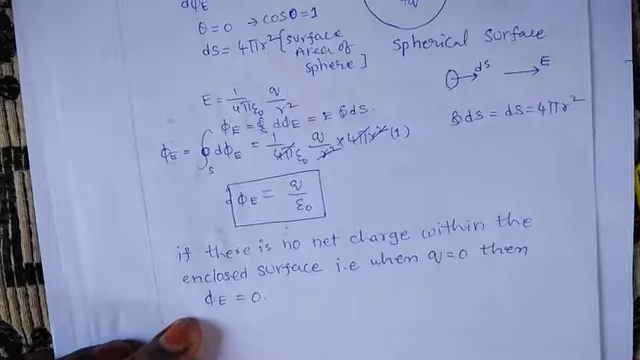 dΦE
+q
θ=0 → cosθ=1
ds = 4πr² [surface Area of sphere]
spherical surface
ds E
E = 1/4πε₀ q/r²
ΦE = ∮ dΦE = E ∮ds.
∮ds = ds = 4πr²
ΦE = ∮s dΦE = 1/4πε₀ q/r² × 4πr² (1)
ΦE = q/ε₀
if there is no net charge within the
enclosed surface i.e when q=0 then
ΦE = 0.